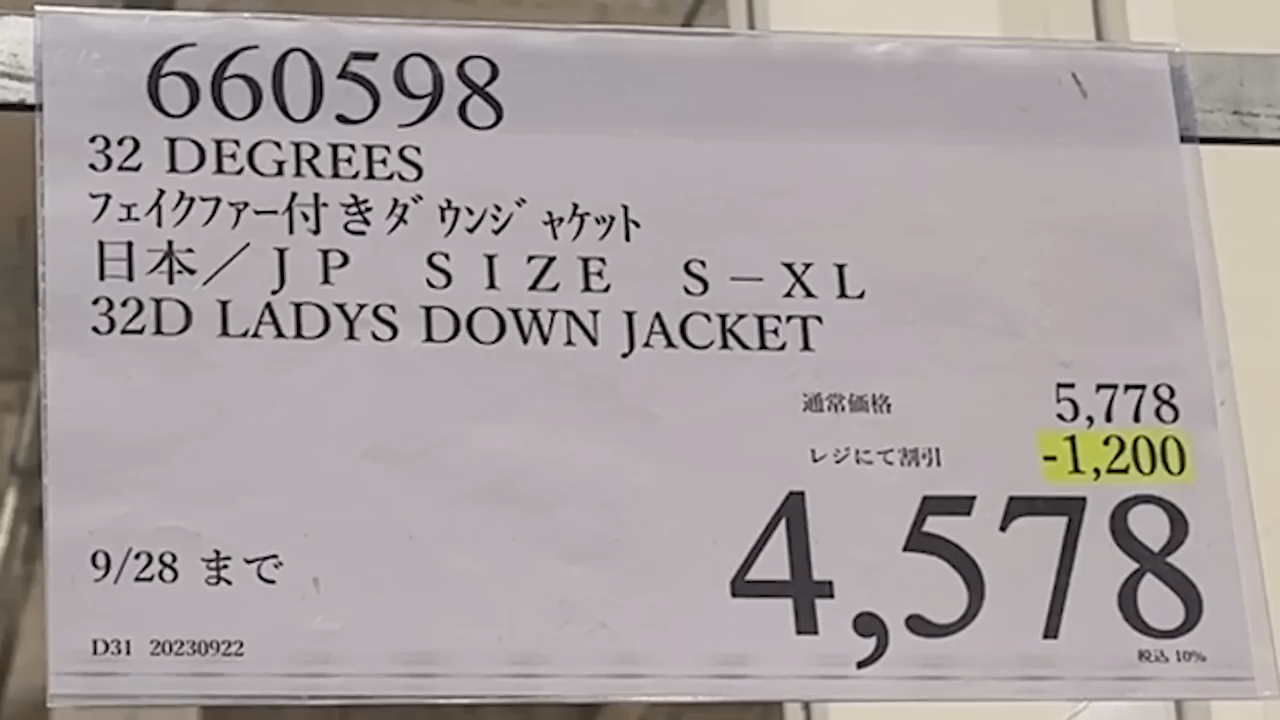 660598
32 DEGREES
ﾌｪｲｸﾌｧｰ付きﾀﾞｳﾝｼﾞｬｹｯﾄ
日本／ＪＰ　ＳＩＺＥ　Ｓ－ＸＬ
32D LADYS DOWN JACKET
通常価格 5,778
レジにて割引 -1,200
4,578
9/28 まで
税込 10%
D31 20230922